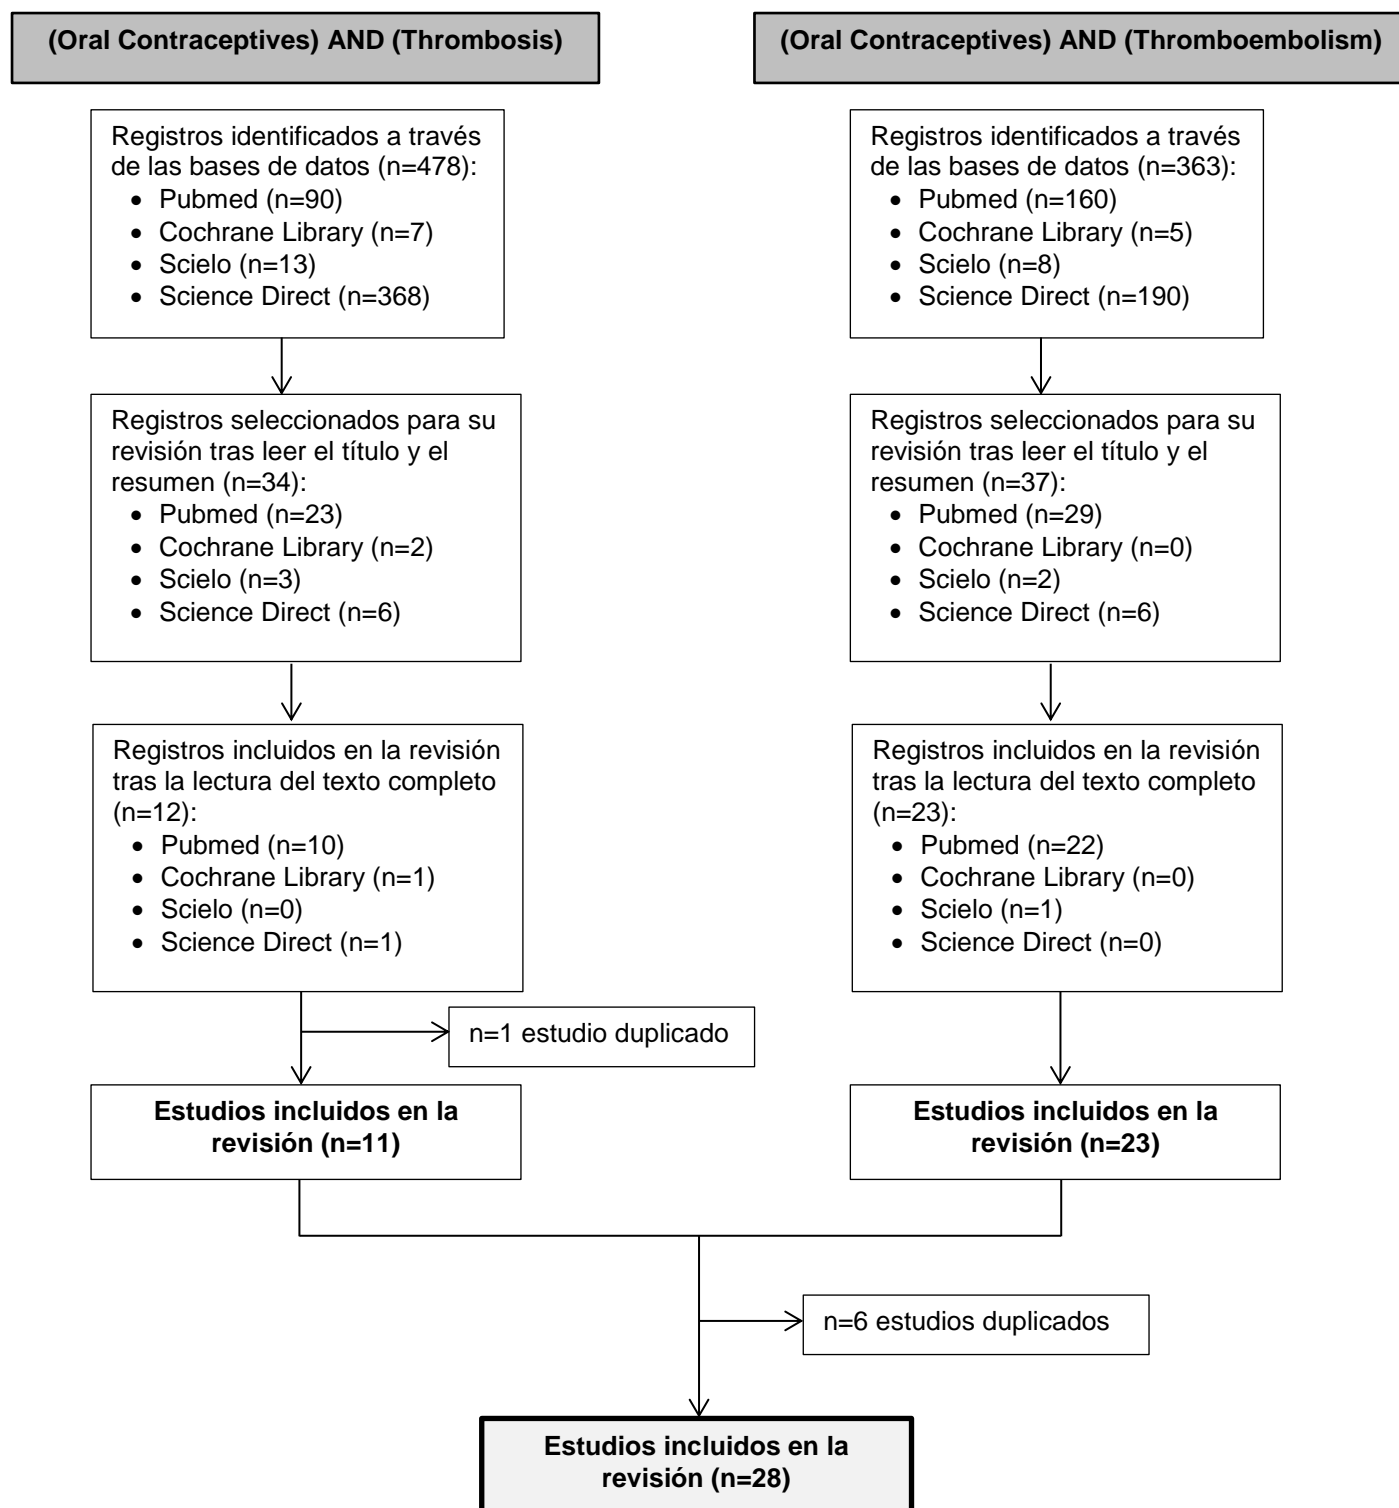 (Oral Contraceptives) AND (Thrombosis)
Registros identificados a través
de las bases de datos (n=478):
• Pubmed (n=90)
• Cochrane Library (n=7)
• Scielo (n=13)
• Science Direct (n=368)
Registros seleccionados para su
revisión tras leer el título y el
resumen (n=34):
• Pubmed (n=23)
• Cochrane Library (n=2)
• Scielo (n=3)
• Science Direct (n=6)
Registros incluidos en la revisión
tras la lectura del texto completo
(n=12):
• Pubmed (n=10)
• Cochrane Library (n=1)
• Scielo (n=0)
• Science Direct (n=1)
n=1 estudio duplicado
Estudios incluidos en la
revisión (n=11)
(Oral Contraceptives) AND (Thromboembolism)
Registros identificados a través
de las bases de datos (n=363):
• Pubmed (n=160)
• Cochrane Library (n=5)
• Scielo (n=8)
• Science Direct (n=190)
Registros seleccionados para su
revisión tras leer el título y el
resumen (n=37):
• Pubmed (n=29)
• Cochrane Library (n=0)
• Scielo (n=2)
• Science Direct (n=6)
Registros incluidos en la revisión
tras la lectura del texto completo
(n=23):
• Pubmed (n=22)
• Cochrane Library (n=0)
• Scielo (n=1)
• Science Direct (n=0)
Estudios incluidos en la
revisión (n=23)
n=6 estudios duplicados
Estudios incluidos en la
revisión (n=28)